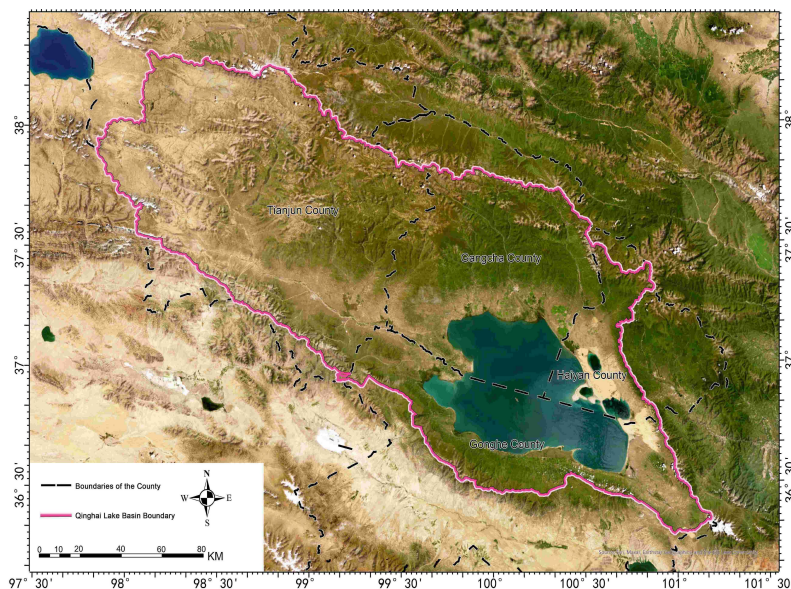 38°
38°
Tianjun County
37° 30'
37° 30'
Gangcha County
37°
37°
Haiyan County
Gonghe County
36° 30'
36° 30'
Boundaries of the County
N
W E
S
Qinghai Lake Basin Boundary
0 10 20 40 60 80 KM
97° 30 98° 98° 30 99° 99° 30 100° 100° 30 101° 101° 30